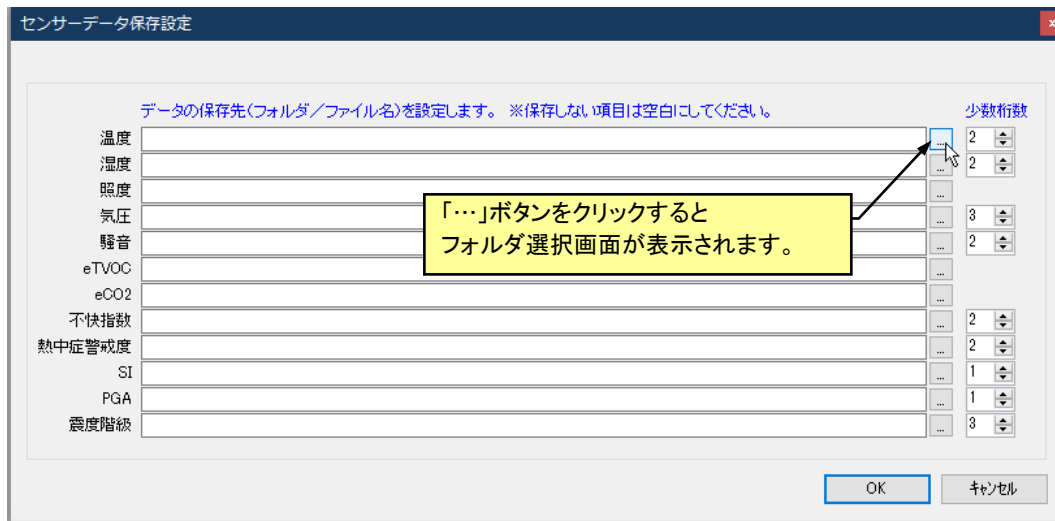 センサーデータ保存設定
x
データの保存先(フォルダ／ファイル名)を設定します。 ※保存しない項目は空白にしてください。 少数桁数
温度 ... 2
湿度 ... 2
照度 ...
気圧 ... 3
騒音 ... 2
eTVOC ...
eCO2 ...
不快指数 ... 2
熱中症警戒度 ... 2
SI ... 1
PGA ... 1
震度階級 ... 3
「…」ボタンをクリックすると
フォルダ選択画面が表示されます。
OK キャンセル